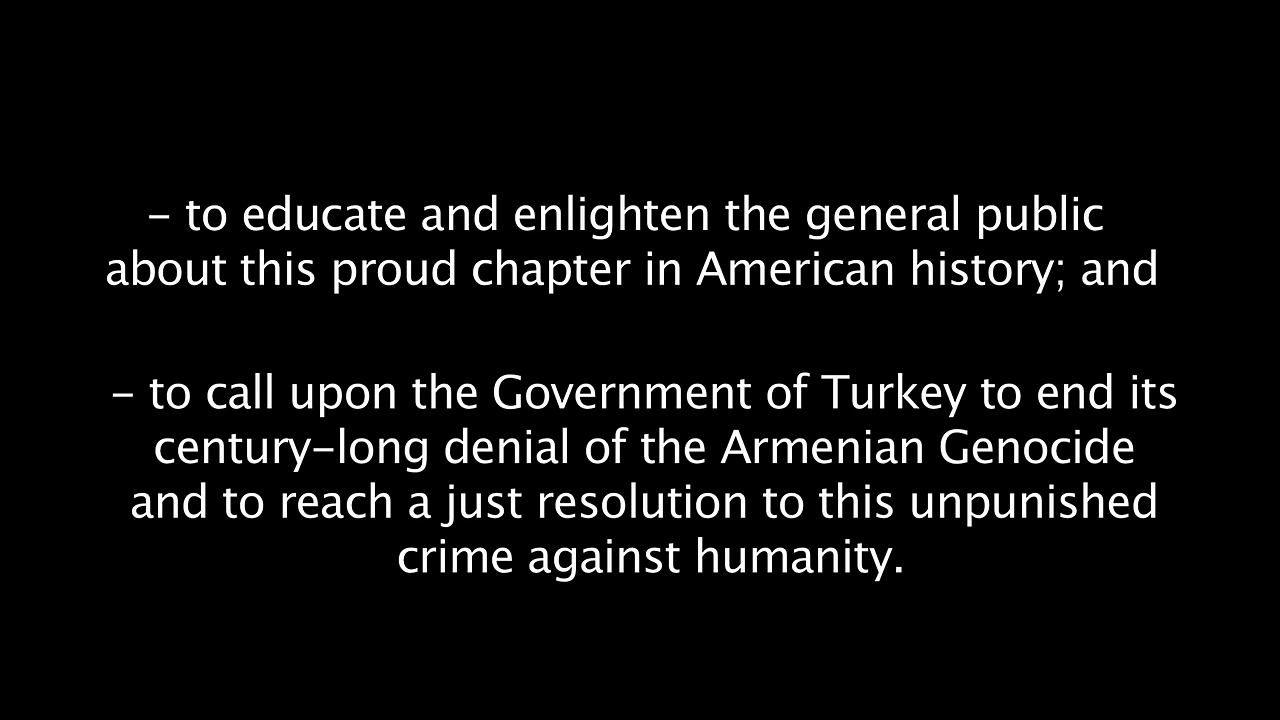 – to educate and enlighten the general public
about this proud chapter in American history; and
– to call upon the Government of Turkey to end its
century–long denial of the Armenian Genocide
and to reach a just resolution to this unpunished
crime against humanity.